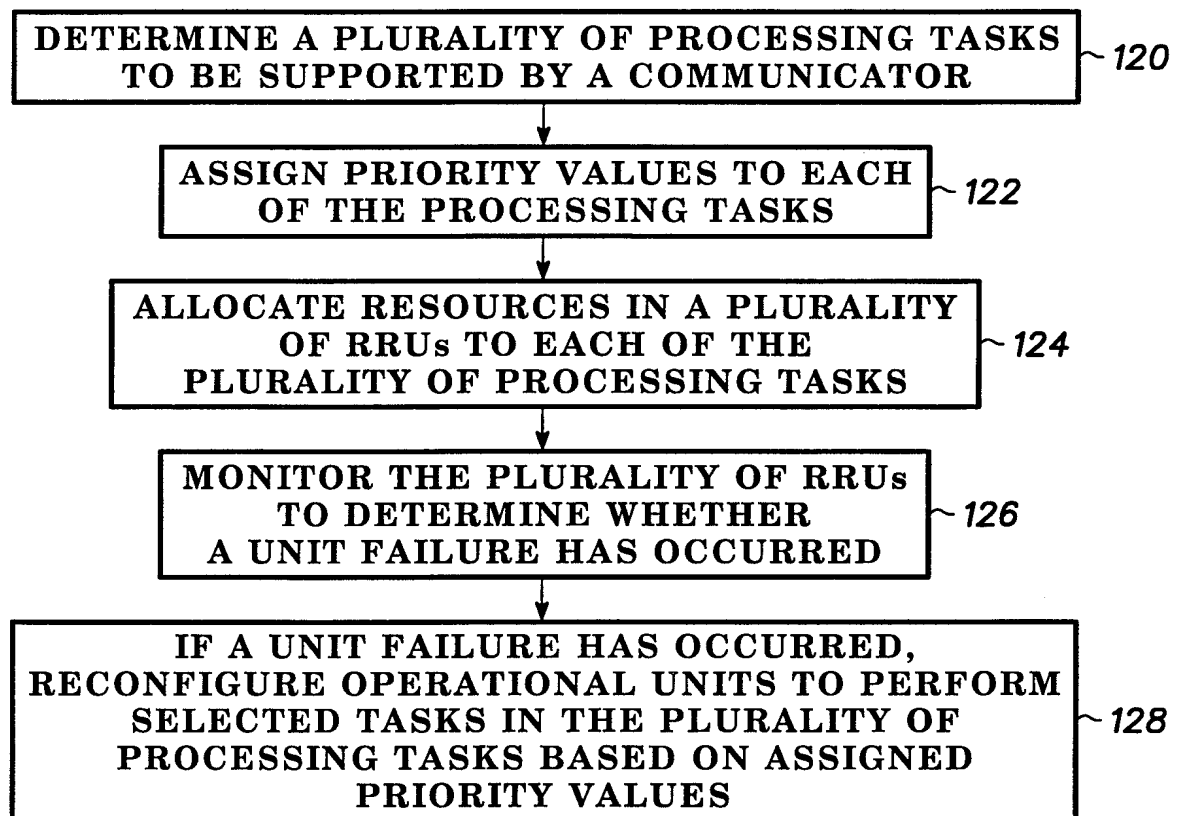 DETERMINE A PLURALITY OF PROCESSING TASKS
TO BE SUPPORTED BY A COMMUNICATOR
120
ASSIGN PRIORITY VALUES TO EACH
OF THE PROCESSING TASKS
122
ALLOCATE RESOURCES IN A PLURALITY
OF RRUs TO EACH OF THE
PLURALITY OF PROCESSING TASKS
124
MONITOR THE PLURALITY OF RRUs
TO DETERMINE WHETHER
A UNIT FAILURE HAS OCCURRED
126
IF A UNIT FAILURE HAS OCCURRED,
RECONFIGURE OPERATIONAL UNITS TO PERFORM
SELECTED TASKS IN THE PLURALITY OF
PROCESSING TASKS BASED ON ASSIGNED
PRIORITY VALUES
128